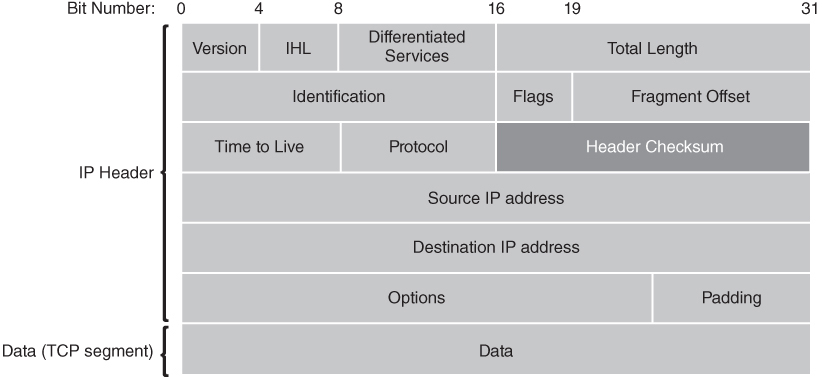 Bit Number: 0 4 8 16 19 31
Version IHL Differentiated Services Total Length
Identification Flags Fragment Offset
Time to Live Protocol Header Checksum
IP Header
Source IP address
Destination IP address
Options Padding
Data (TCP segment) Data